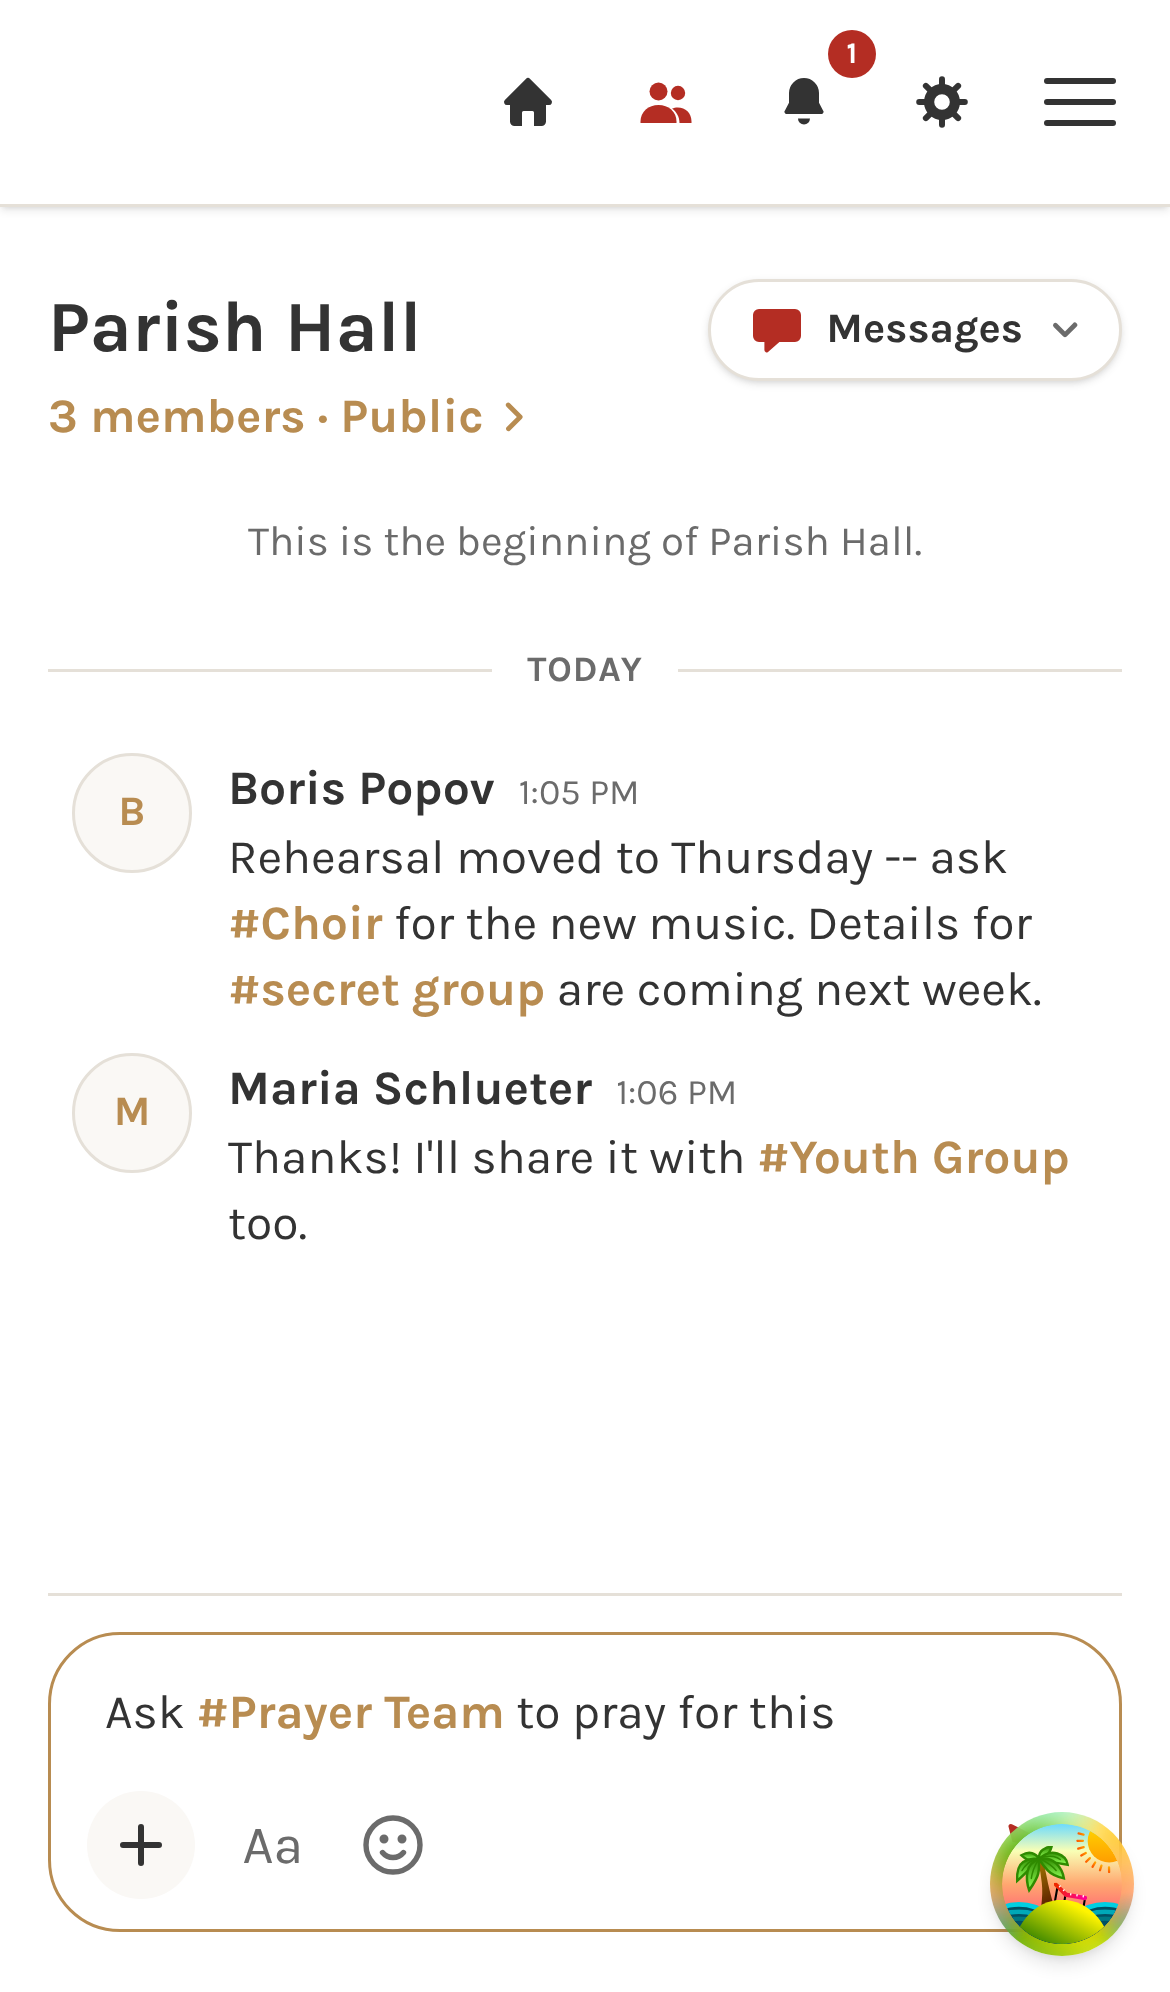 1
Parish Hall
Messages
3 members · Public
This is the beginning of Parish Hall.
TODAY
B
Boris Popov 1:05 PM
Rehearsal moved to Thursday -- ask
#Choir for the new music. Details for
#secret group are coming next week.
M
Maria Schlueter 1:06 PM
Thanks! I'll share it with #Youth Group
too.
Ask #Prayer Team to pray for this
Aa